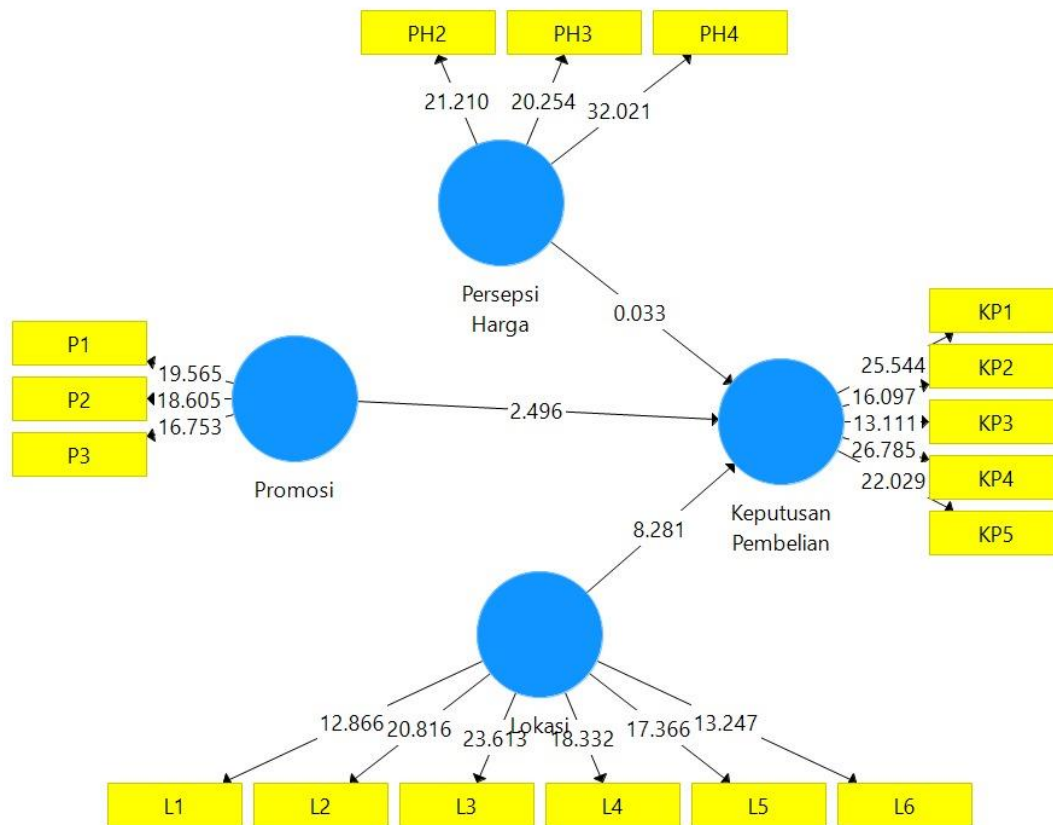 PH2 PH3 PH4
21.210 20.254 32.021
Persepsi
Harga
0.033
P1
P2
P3
19.565
18.605
16.753
Promosi
2.496
KP1
KP2
KP3
KP4
KP5
25.544
16.097
13.111
26.785
22.029
Keputusan
Pembelian
8.281
Lokasi
12.866 20.816 23.613 18.332 17.366 13.247
L1 L2 L3 L4 L5 L6